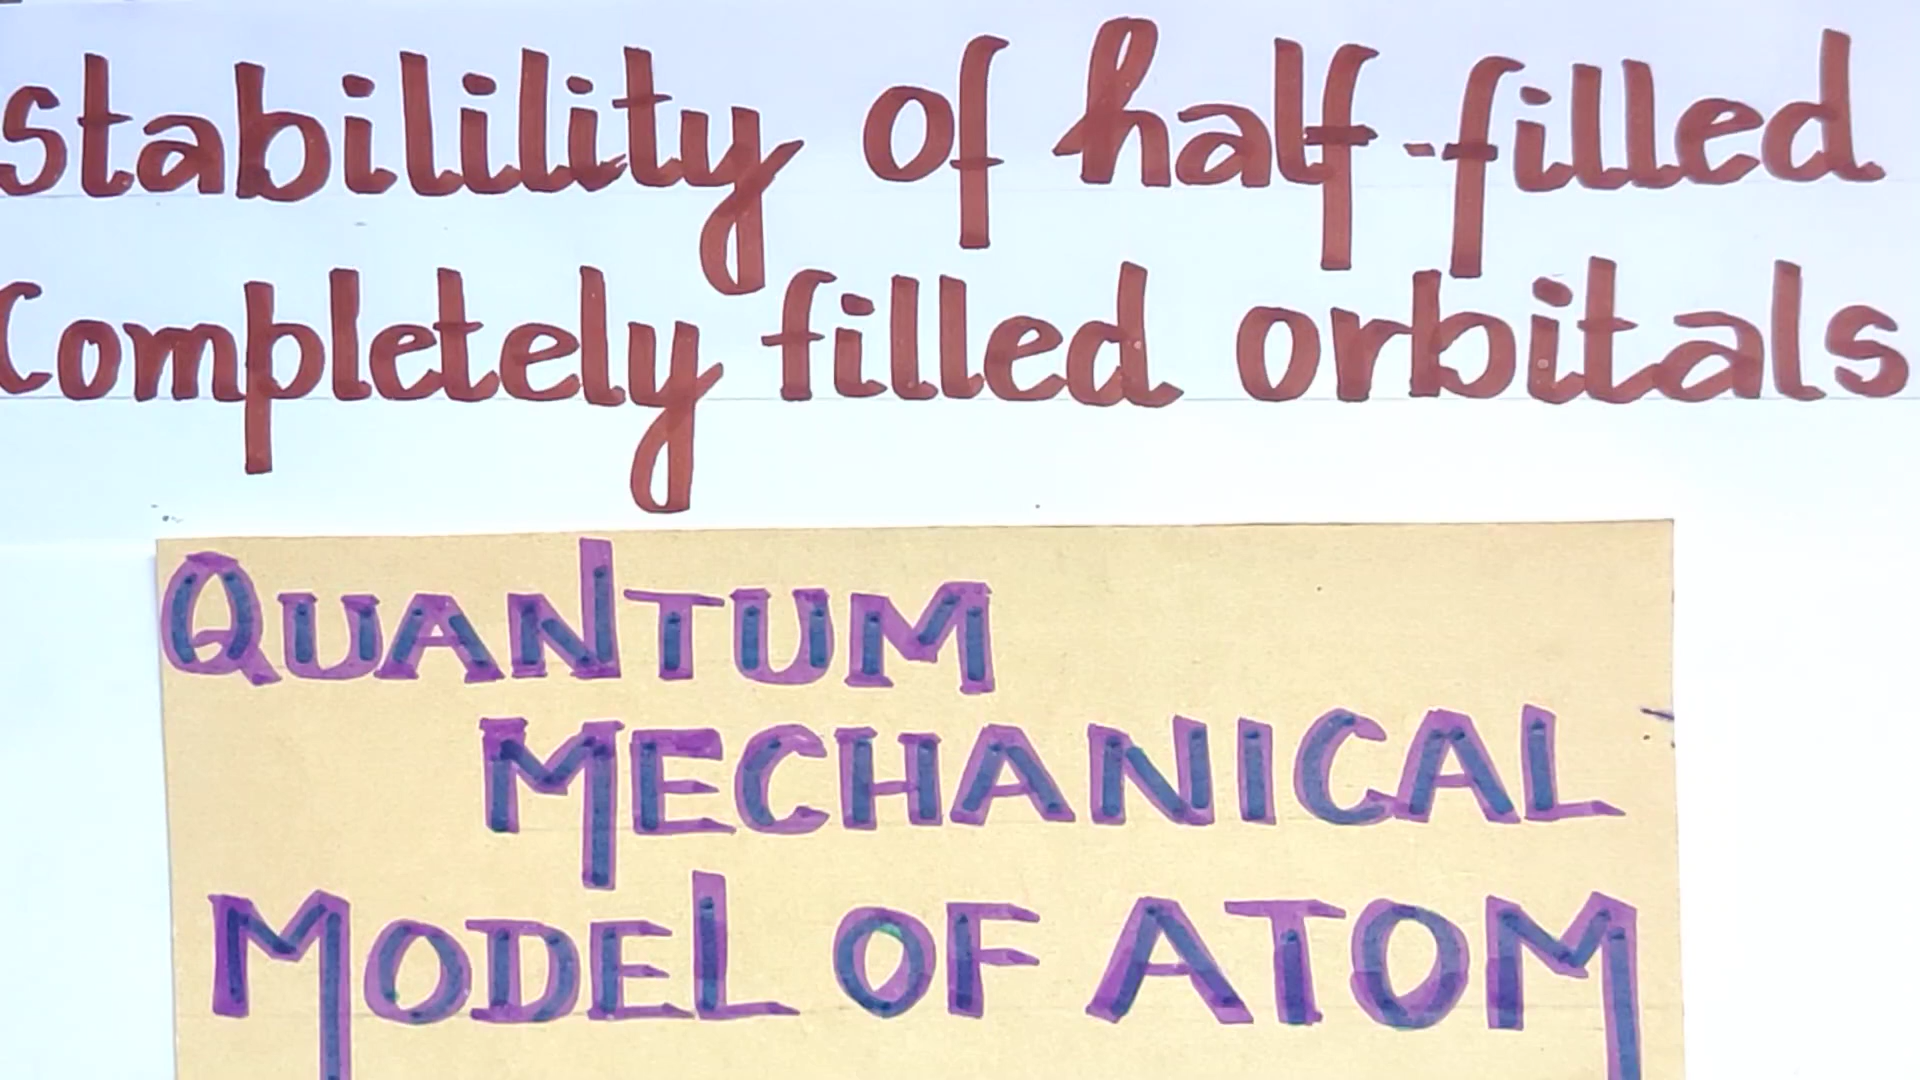 Stabilility of half-filled
Completely filled orbitals
QUANTUM
MECHANICAL
MODEL OF ATOM